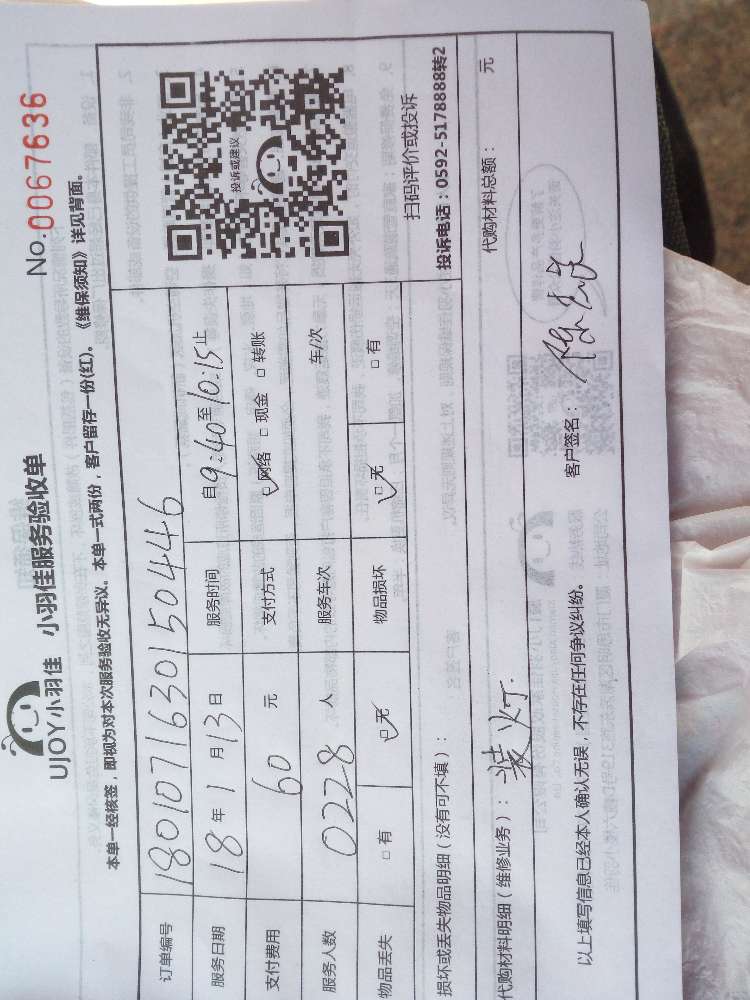 UJOY小羽佳 小羽佳服务验收单 No.0067636
本单一经核签，即视为对本次服务验收无异议。本单一式两份，客户留存一份(红)。《维保须知》详见背面。
订单编号 180107163015O446
服务日期 18年1月13日 服务时间 自9:40至10:15止
支付费用 60元 支付方式 网络 现金 转账
服务人数 0228人 服务车次 车/次
物品丢失 有 无 物品损坏 无 有
投诉或建议
扫码评价或投诉
投诉电话：0592-5178888转2
损坏或丢失物品明细（没有可不填）：
代购材料明细（维修业务）：装灯. 代购材料总额： 元
以上填写信息已经本人确认无误，不存在任何争议纠纷。 客户签名：